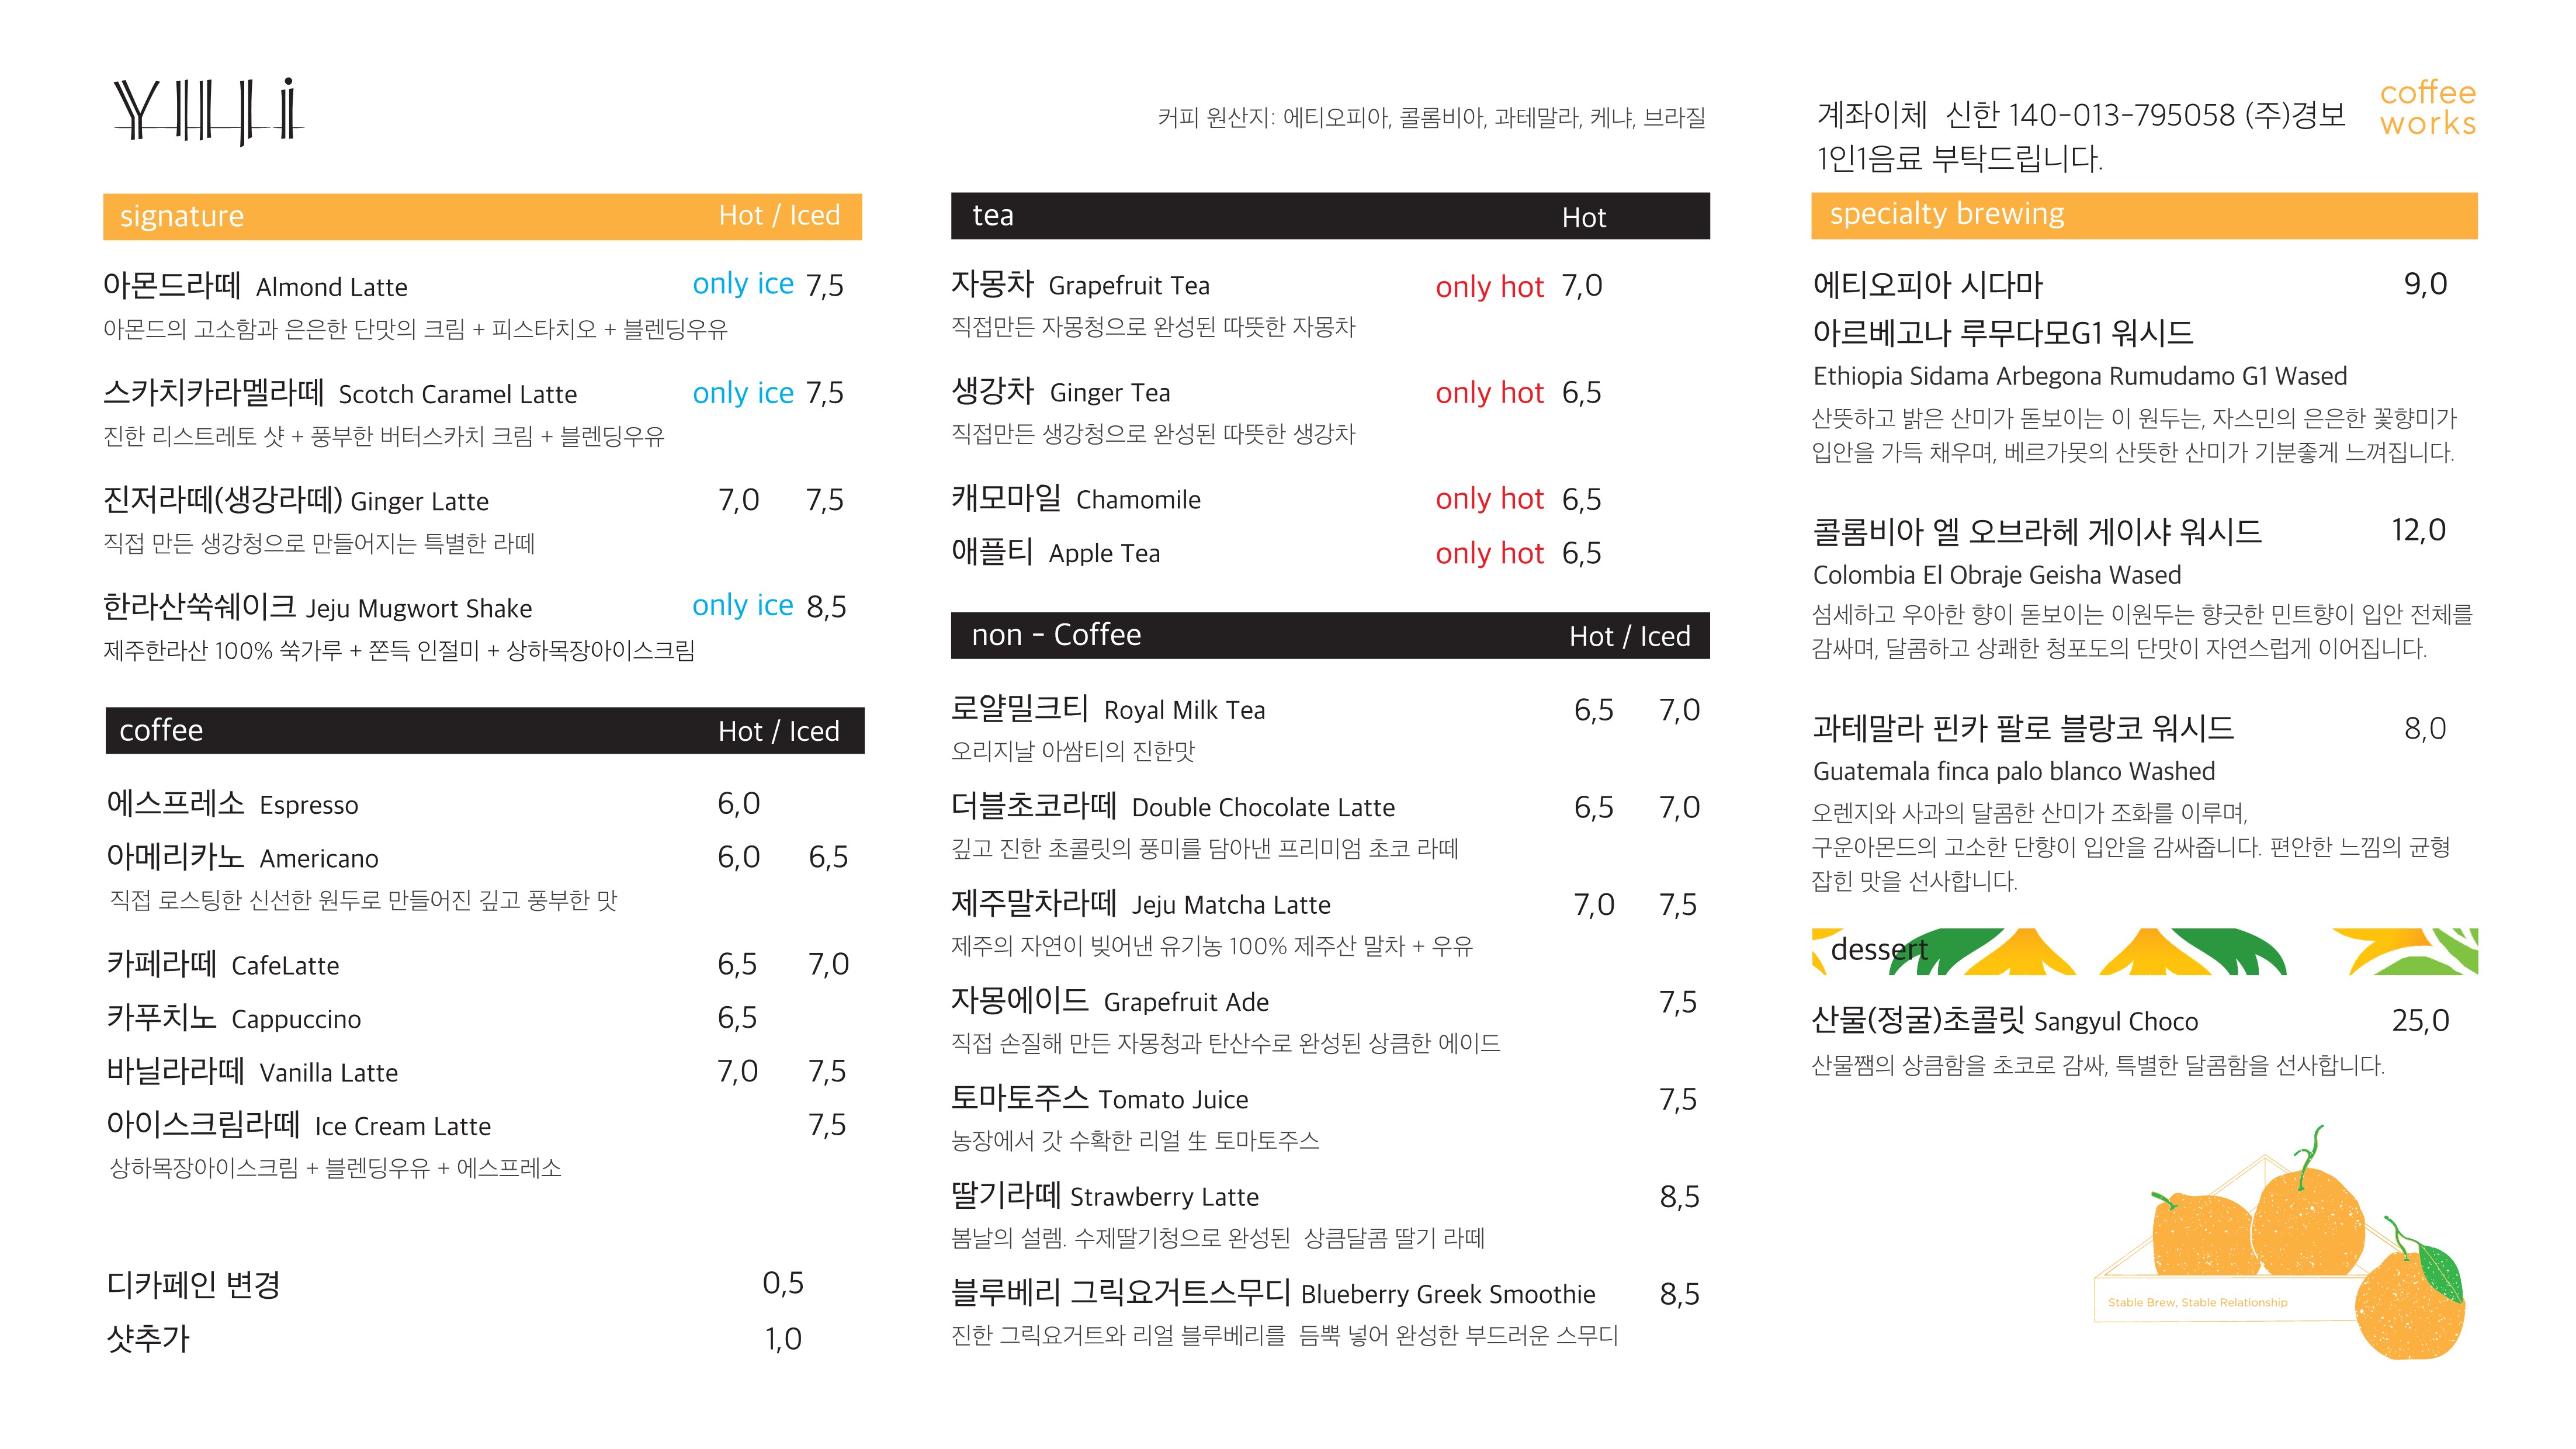 커피 원산지: 에티오피아, 콜롬비아, 과테말라, 케냐, 브라질
계좌이체 신한 140-013-795058 (주)경보
1인1음료 부탁드립니다.
coffee
works
signature Hot / Iced
아몬드라떼 Almond Latte only ice 7,5
아몬드의 고소함과 은은한 단맛의 크림 + 피스타치오 + 블렌딩우유
스카치카라멜라떼 Scotch Caramel Latte only ice 7,5
진한 리스트레토 샷 + 풍부한 버터스카치 크림 + 블렌딩우유
진저라떼(생강라떼) Ginger Latte 7,0 7,5
직접 만든 생강청으로 만들어지는 특별한 라떼
한라산쑥쉐이크 Jeju Mugwort Shake only ice 8,5
제주한라산 100% 쑥가루 + 쫀득 인절미 + 상하목장아이스크림
coffee Hot / Iced
에스프레소 Espresso 6,0
아메리카노 Americano 6,0 6,5
직접 로스팅한 신선한 원두로 만들어진 깊고 풍부한 맛
카페라떼 CafeLatte 6,5 7,0
카푸치노 Cappuccino 6,5
바닐라라떼 Vanilla Latte 7,0 7,5
아이스크림라떼 Ice Cream Latte 7,5
상하목장아이스크림 + 블렌딩우유 + 에스프레소
디카페인 변경 0,5
샷추가 1,0
tea Hot
자몽차 Grapefruit Tea only hot 7,0
직접만든 자몽청으로 완성된 따뜻한 자몽차
생강차 Ginger Tea only hot 6,5
직접만든 생강청으로 완성된 따뜻한 생강차
캐모마일 Chamomile only hot 6,5
애플티 Apple Tea only hot 6,5
non - Coffee Hot / Iced
로얄밀크티 Royal Milk Tea 6,5 7,0
오리지날 아쌈티의 진한맛
더블초코라떼 Double Chocolate Latte 6,5 7,0
깊고 진한 초콜릿의 풍미를 담아낸 프리미엄 초코 라떼
제주말차라떼 Jeju Matcha Latte 7,0 7,5
제주의 자연이 빚어낸 유기농 100% 제주산 말차 + 우유
자몽에이드 Grapefruit Ade 7,5
직접 손질해 만든 자몽청과 탄산수로 완성된 상큼한 에이드
토마토주스 Tomato Juice 7,5
농장에서 갓 수확한 리얼 生 토마토주스
딸기라떼 Strawberry Latte 8,5
봄날의 설렘. 수제딸기청으로 완성된 상큼달콤 딸기 라떼
블루베리 그릭요거트스무디 Blueberry Greek Smoothie 8,5
진한 그릭요거트와 리얼 블루베리를 듬뿍 넣어 완성한 부드러운 스무디
specialty brewing
에티오피아 시다마 9,0
아르베고나 루무다모G1 워시드
Ethiopia Sidama Arbegona Rumudamo G1 Wased
산뜻하고 밝은 산미가 돋보이는 이 원두는, 자스민의 은은한 꽃향미가
입안을 가득 채우며, 베르가못의 산뜻한 산미가 기분좋게 느껴집니다.
콜롬비아 엘 오브라헤 게이샤 워시드 12,0
Colombia El Obraje Geisha Wased
섬세하고 우아한 향이 돋보이는 이원두는 향긋한 민트향이 입안 전체를
감싸며, 달콤하고 상쾌한 청포도의 단맛이 자연스럽게 이어집니다.
과테말라 핀카 팔로 블랑코 워시드 8,0
Guatemala finca palo blanco Washed
오렌지와 사과의 달콤한 산미가 조화를 이루며,
구운아몬드의 고소한 단향이 입안을 감싸줍니다. 편안한 느낌의 균형
잡힌 맛을 선사합니다.
dessert
산물(정굴)초콜릿 Sangyul Choco 25,0
산물쨈의 상큼함을 초코로 감싸, 특별한 달콤함을 선사합니다.
Stable Brew, Stable Relationship